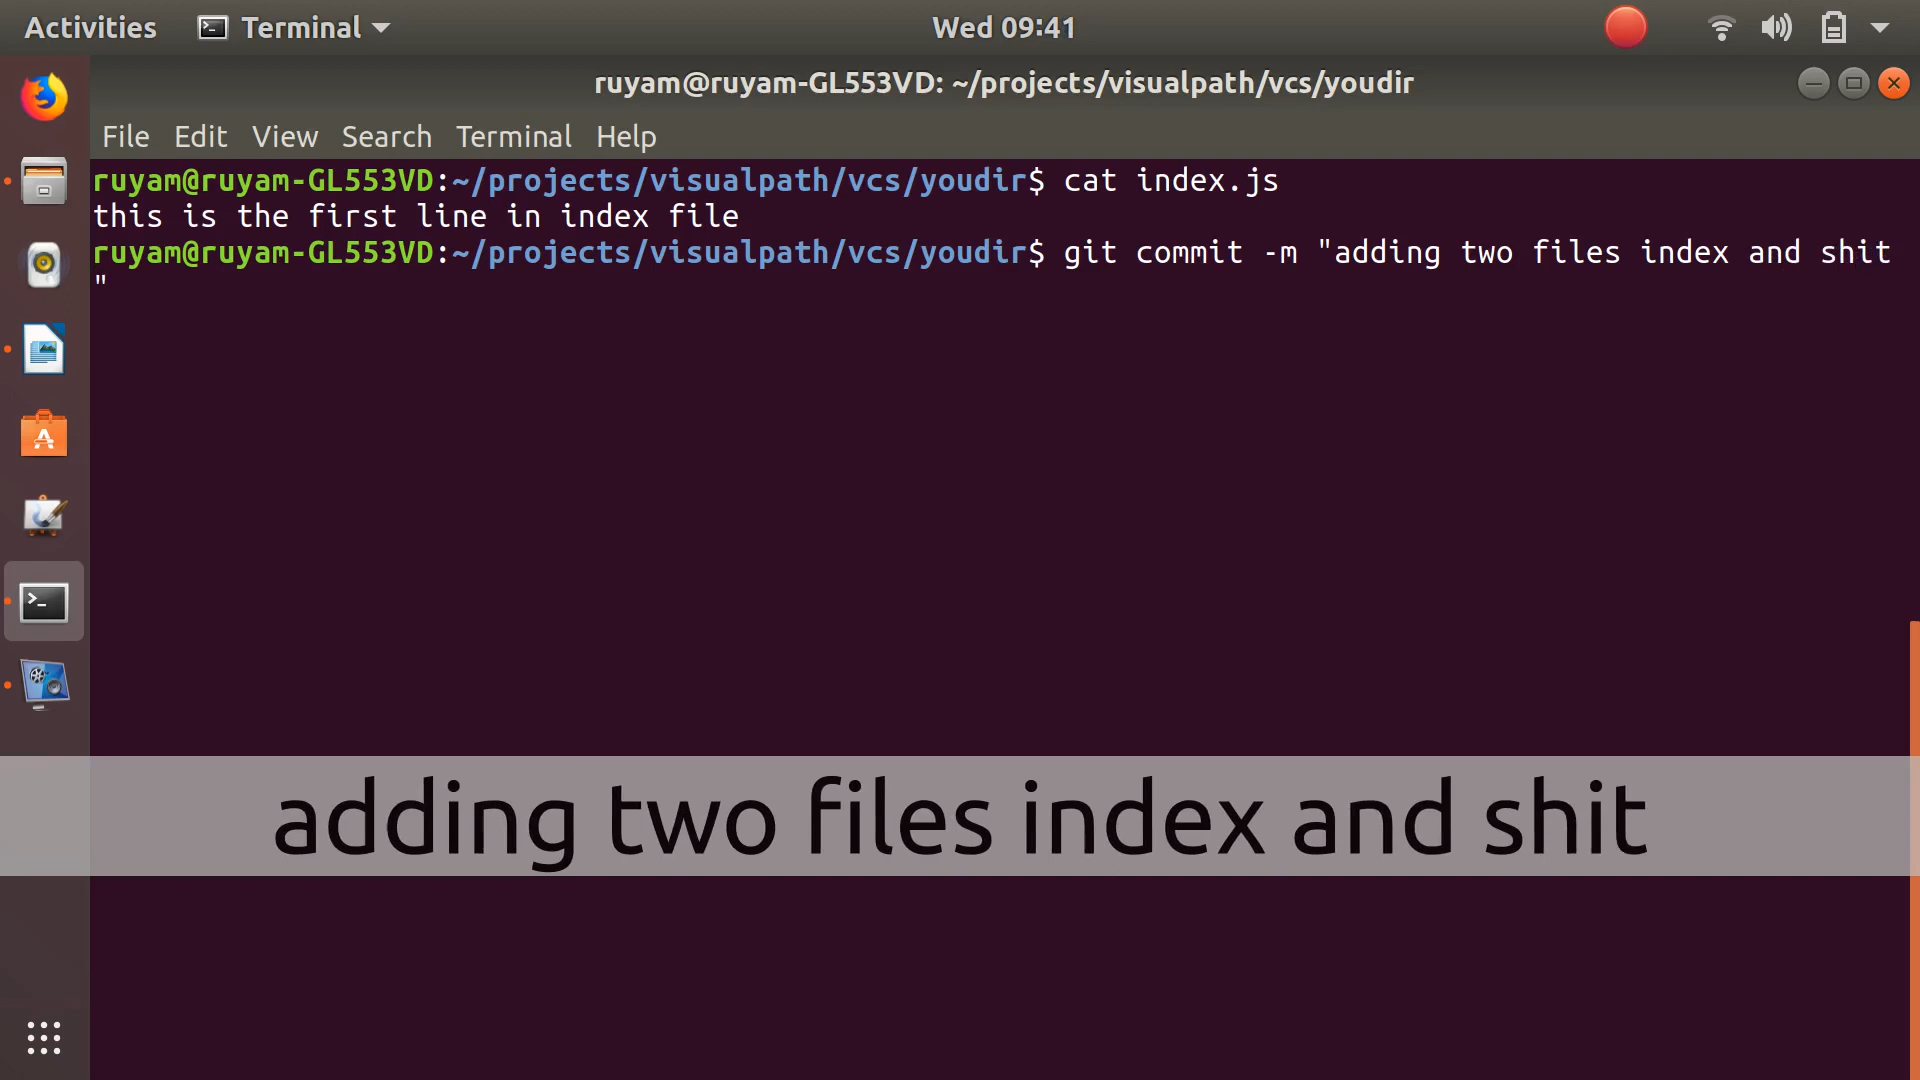 Activities Terminal Wed 09:41
ruyam@ruyam-GL553VD: ~/projects/visualpath/vcs/youdir
File Edit View Search Terminal Help
ruyam@ruyam-GL553VD:~/projects/visualpath/vcs/youdir$ cat index.js
this is the first line in index file
ruyam@ruyam-GL553VD:~/projects/visualpath/vcs/youdir$ git commit -m "adding two files index and shit
"
adding two files index and shit